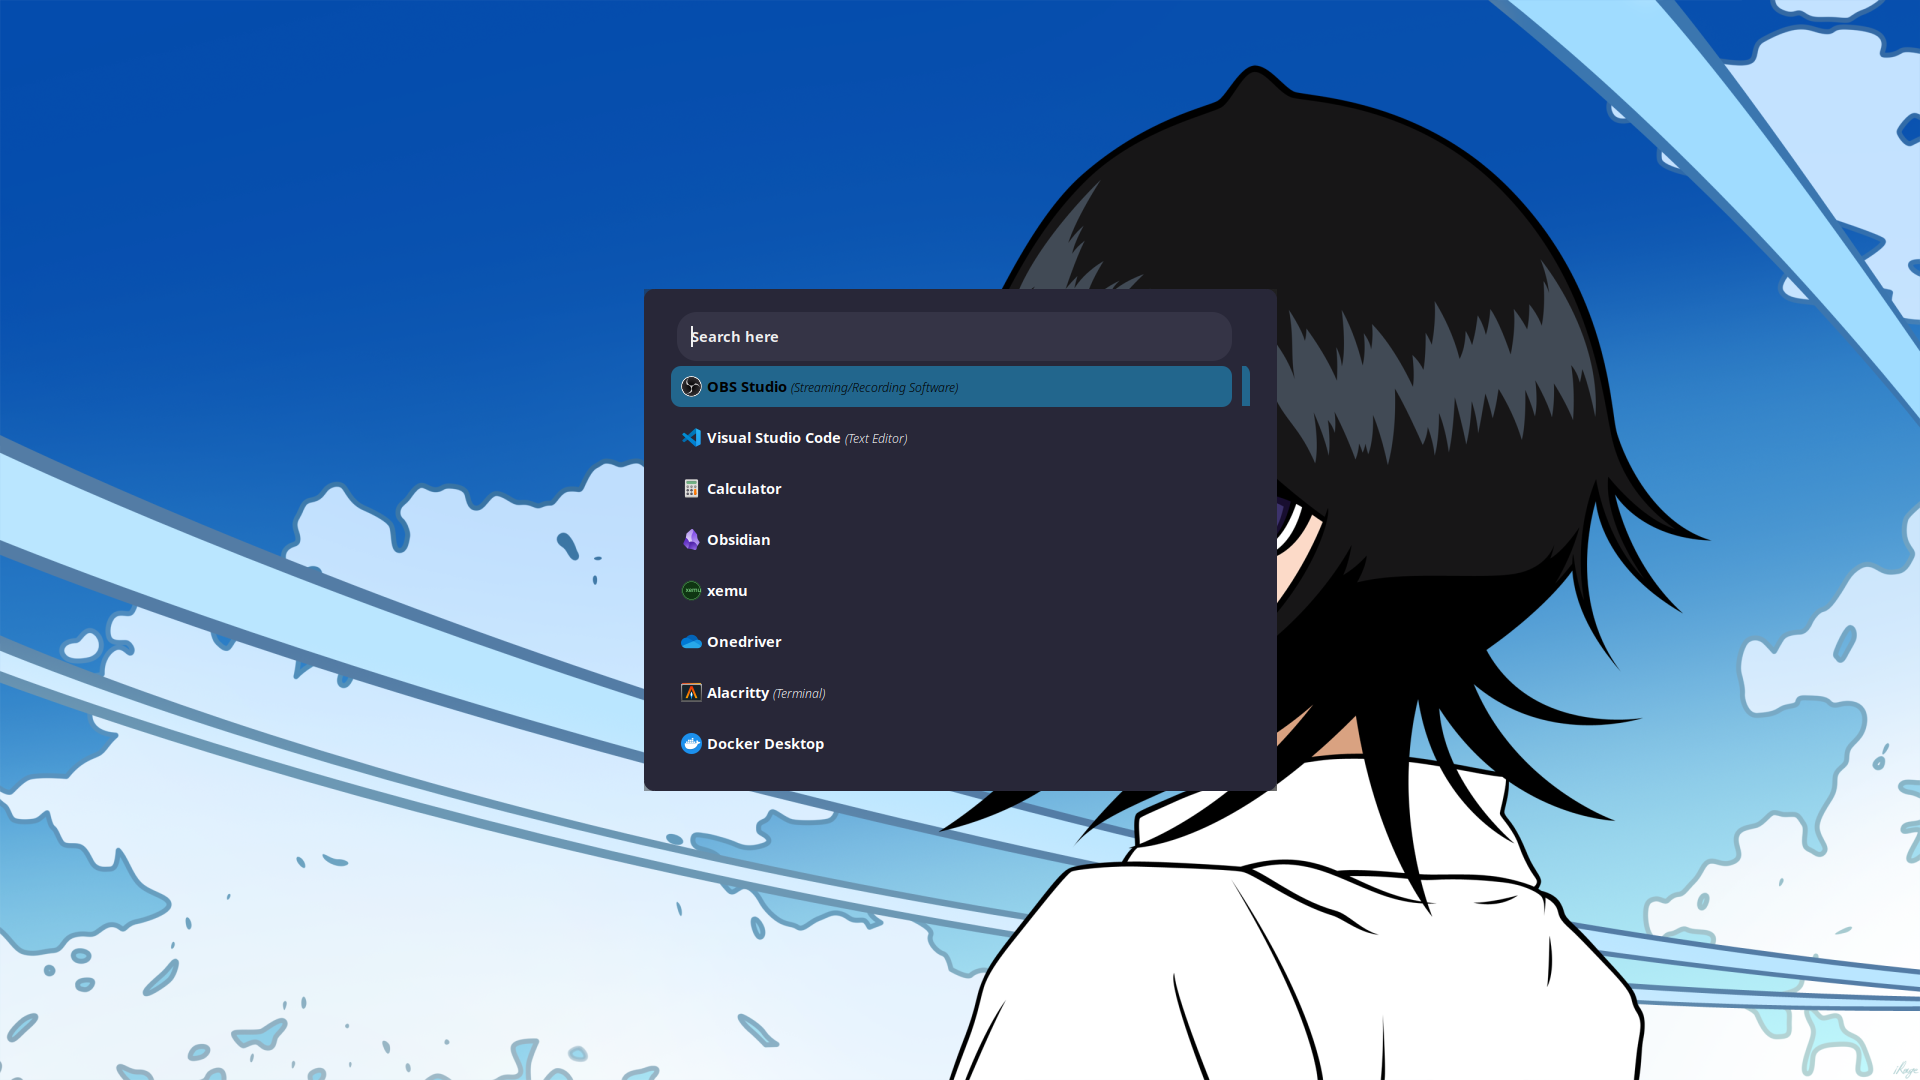 Search here
OBS Studio (Streaming/Recording Software)
Visual Studio Code (Text Editor)
Calculator
Obsidian
xemu
xemu
Onedriver
Alacritty (Terminal)
Docker Desktop